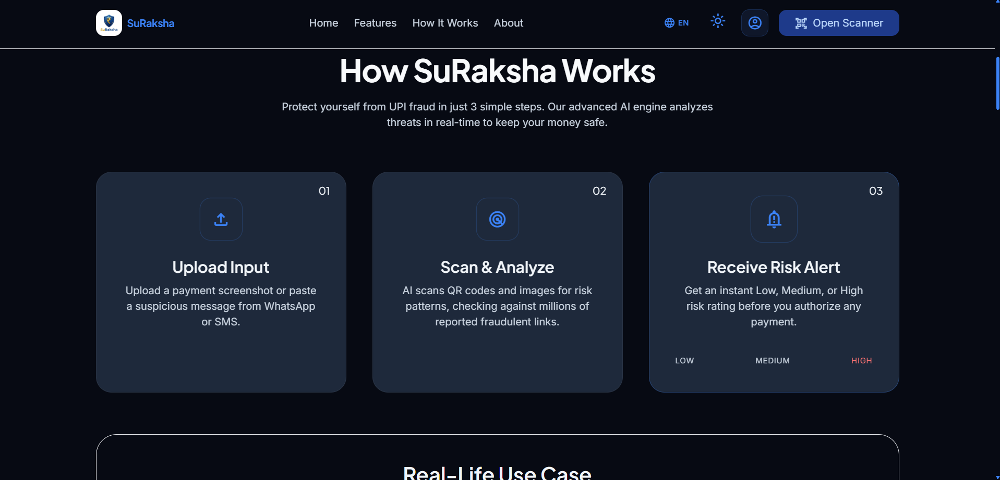 SuRaksha
SuRaksha
Home
Features
How It Works
About
EN
Open Scanner
How SuRaksha Works
Protect yourself from UPI fraud in just 3 simple steps. Our advanced AI engine analyzes
threats in real-time to keep your money safe.
01
Upload Input
Upload a payment screenshot or paste
a suspicious message from WhatsApp
or SMS.
02
Scan & Analyze
AI scans QR codes and images for risk
patterns, checking against millions of
reported fraudulent links.
03
Receive Risk Alert
Get an instant Low, Medium, or High
risk rating before you authorize any
payment.
LOW
MEDIUM
HIGH
Real-Life Use Case